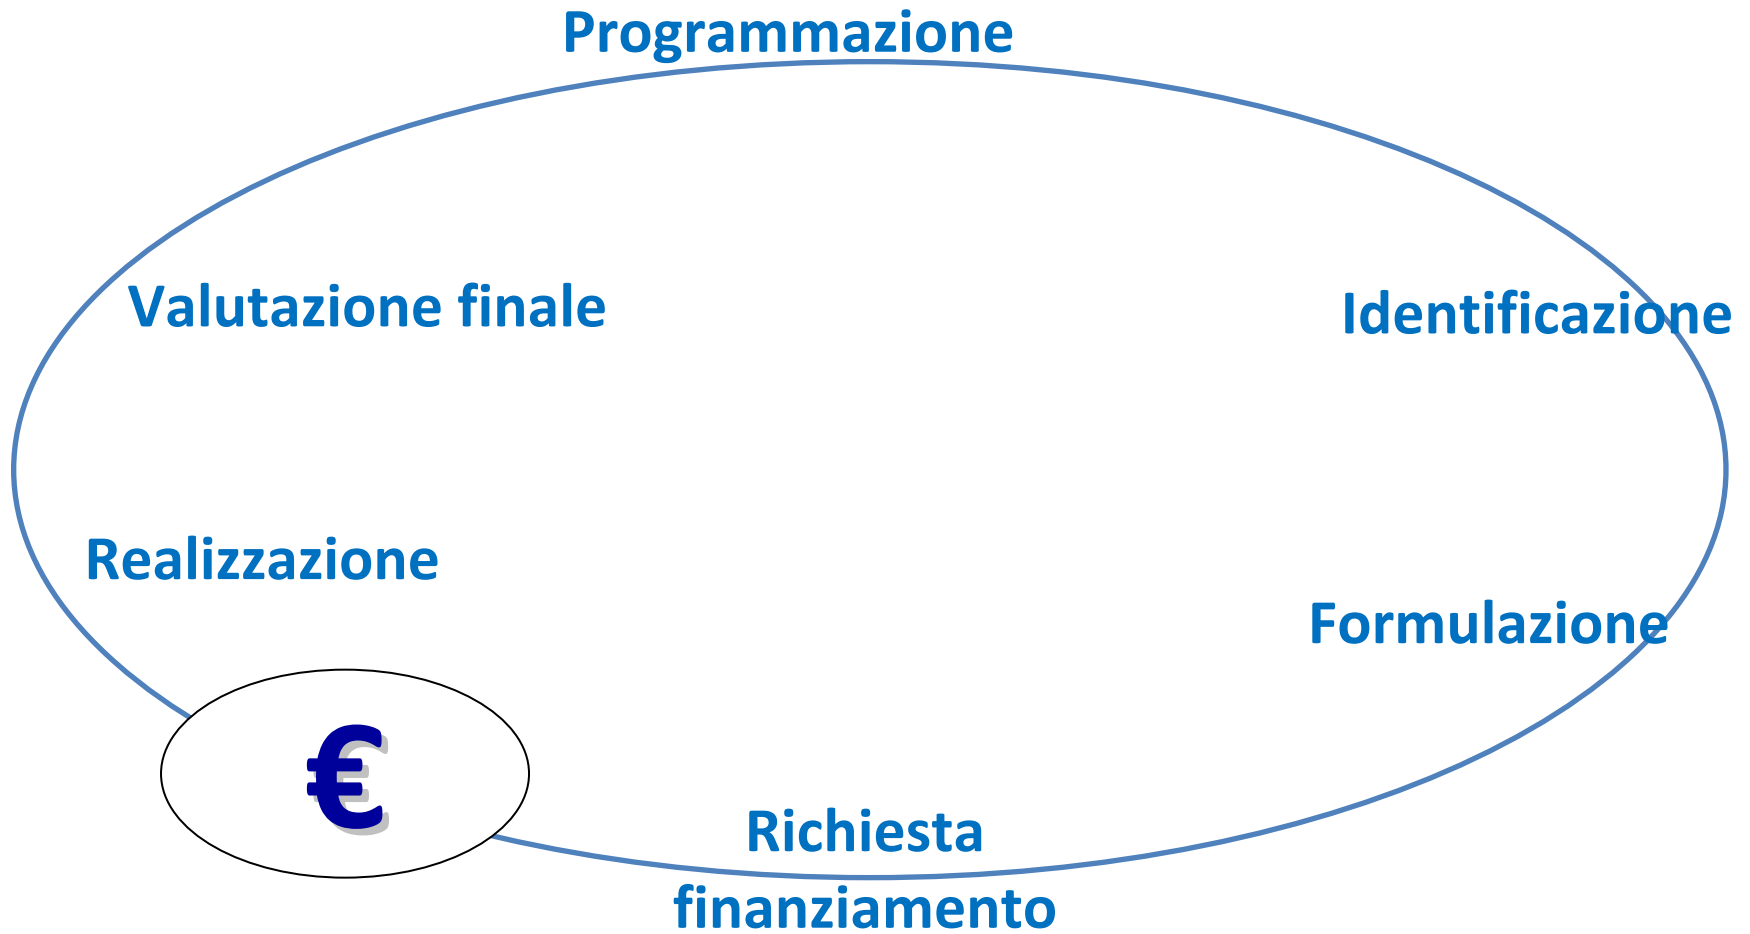 Programmazione
Valutazione finale
Identificazione
Realizzazione
Formulazione
€
Richiesta
finanziamento